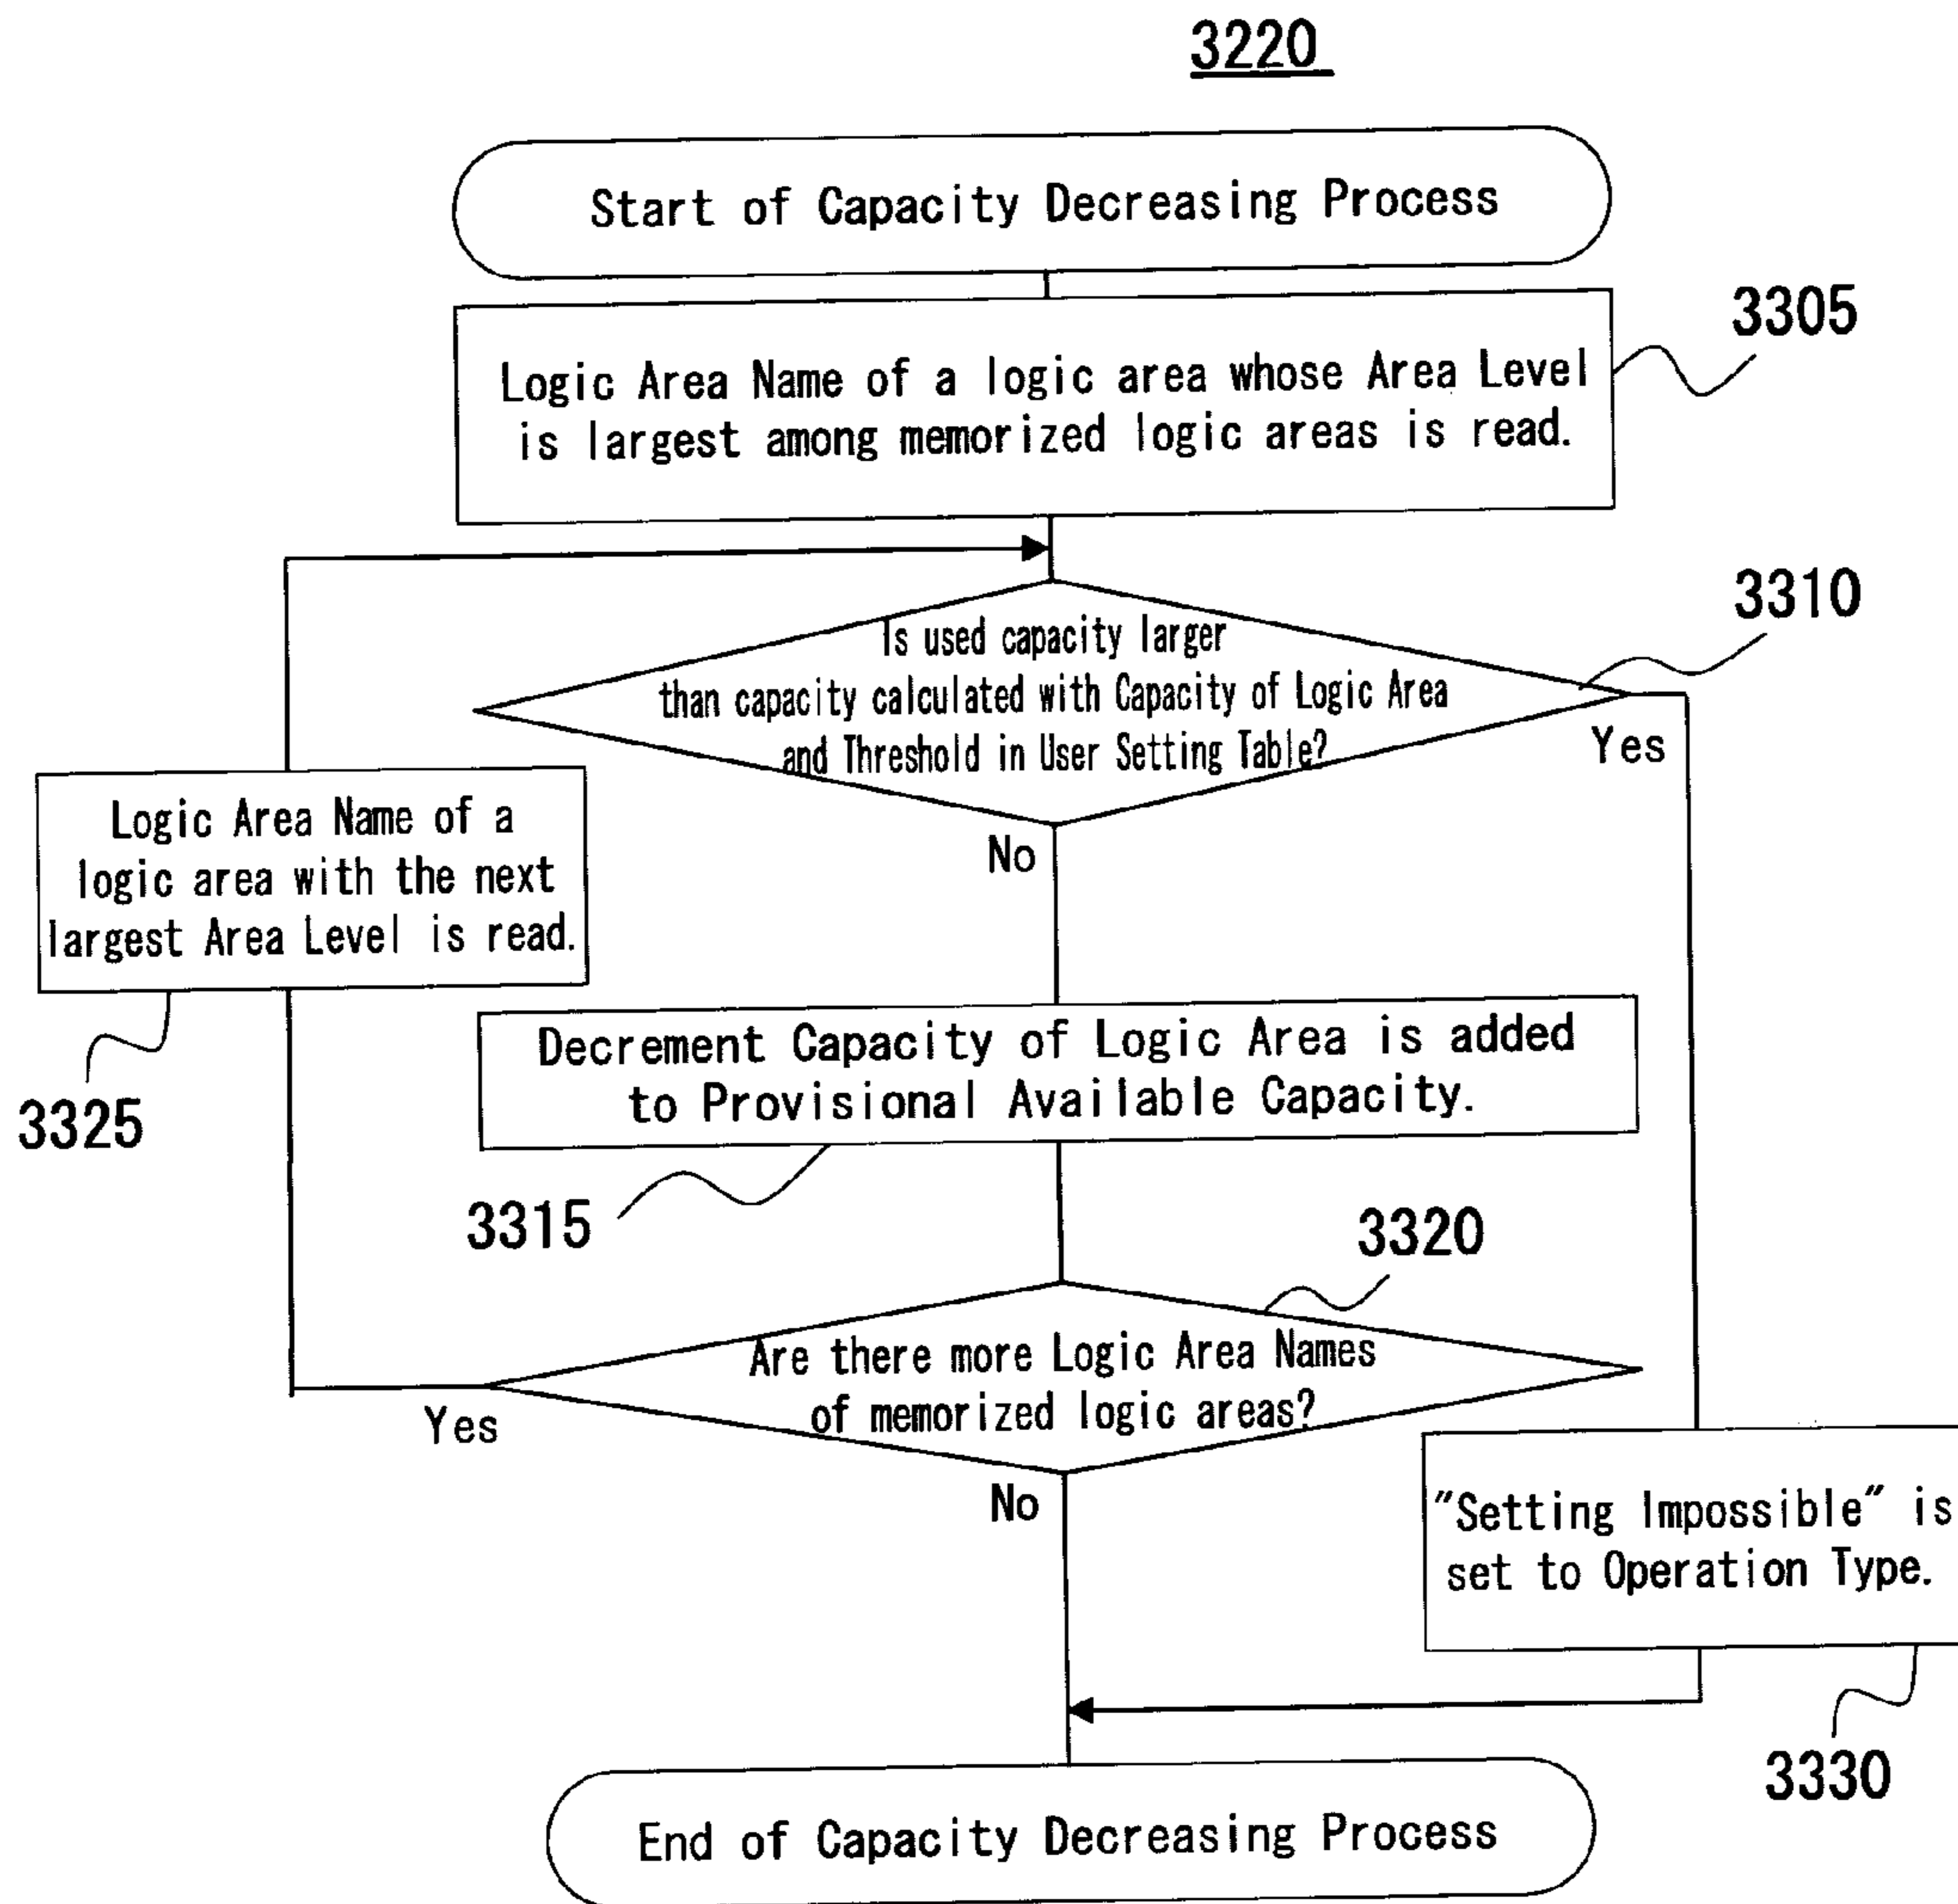 3220
Start of Capacity Decreasing Process
3305
Logic Area Name of a logic area whose Area Level
is largest among memorized logic areas is read.
3310
Is used capacity larger
than capacity calculated with Capacity of Logic Area
and Threshold in User Setting Table?
Yes
No
Logic Area Name of a
logic area with the next
largest Area Level is read.
3325
Decrement Capacity of Logic Area is added
to Provisional Available Capacity.
3315
3320
Are there more Logic Area Names
of memorized logic areas?
Yes
No
"Setting Impossible" is
set to Operation Type.
3330
End of Capacity Decreasing Process